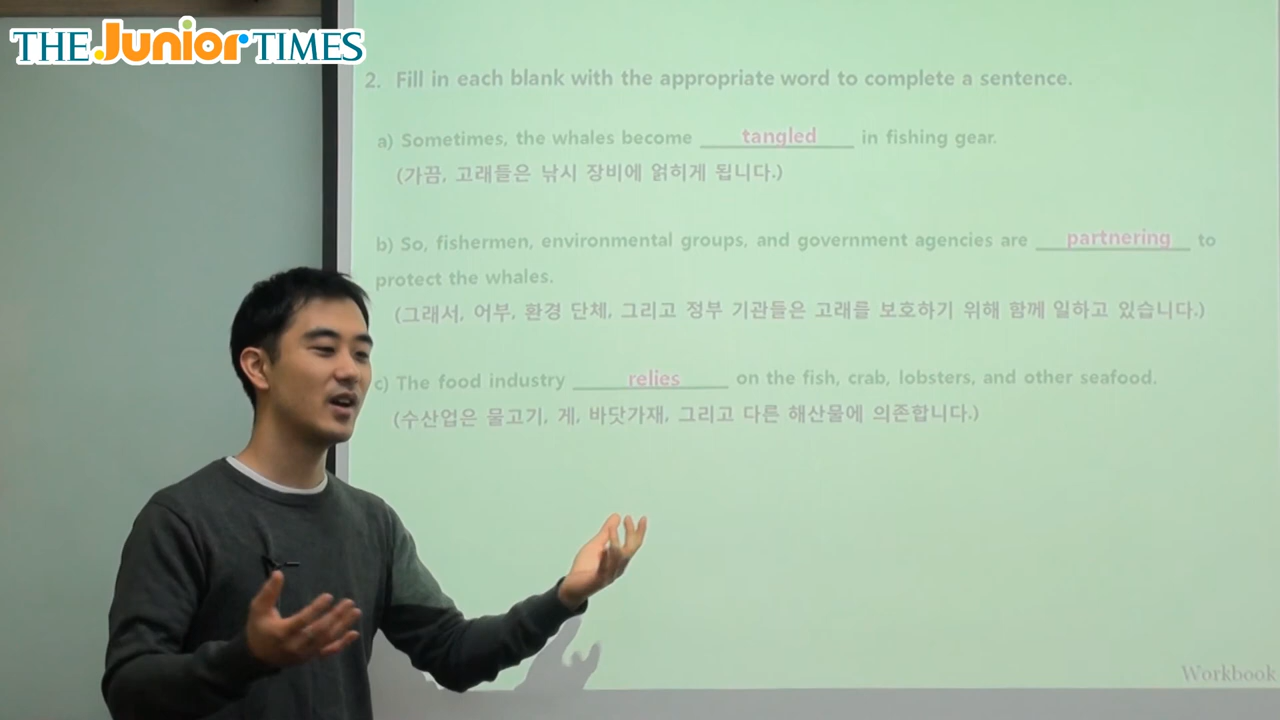 THE Junior TIMES
2. Fill in each blank with the appropriate word to complete a sentence.
a) Sometimes, the whales become tangled in fishing gear.
(가끔, 고래들은 낚시 장비에 얽히게 됩니다.)
b) So, fishermen, environmental groups, and government agencies are partnering to
protect the whales.
(그래서, 어부, 환경 단체, 그리고 정부 기관들은 고래를 보호하기 위해 함께 일하고 있습니다.)
c) The food industry relies on the fish, crab, lobsters, and other seafood.
(수산업은 물고기, 게, 바닷가재, 그리고 다른 해산물에 의존합니다.)
Workbook